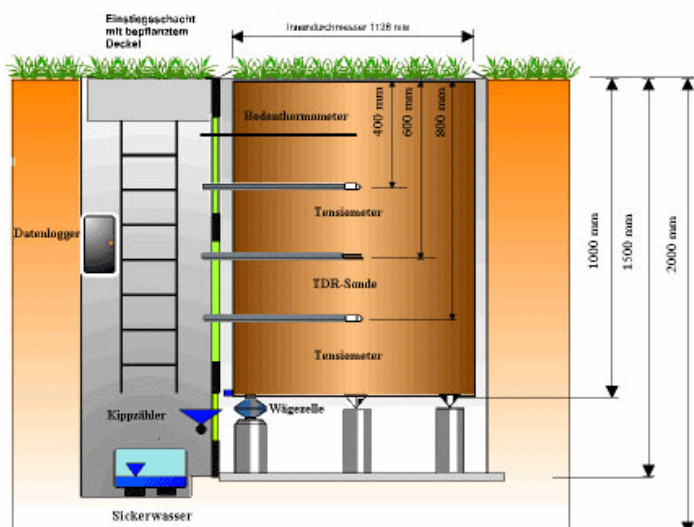 Einstiegsschacht
mit bepflanztem
Deckel
Innendurchmesser 1128 mm
Bodenthermometer
400 mm
600 mm
800 mm
Tensiometer
Datenlogger
TDR-Sonde
Tensiometer
1000 mm
1500 mm
2000 mm
Kippzähler
Wägezelle
Sickerwasser